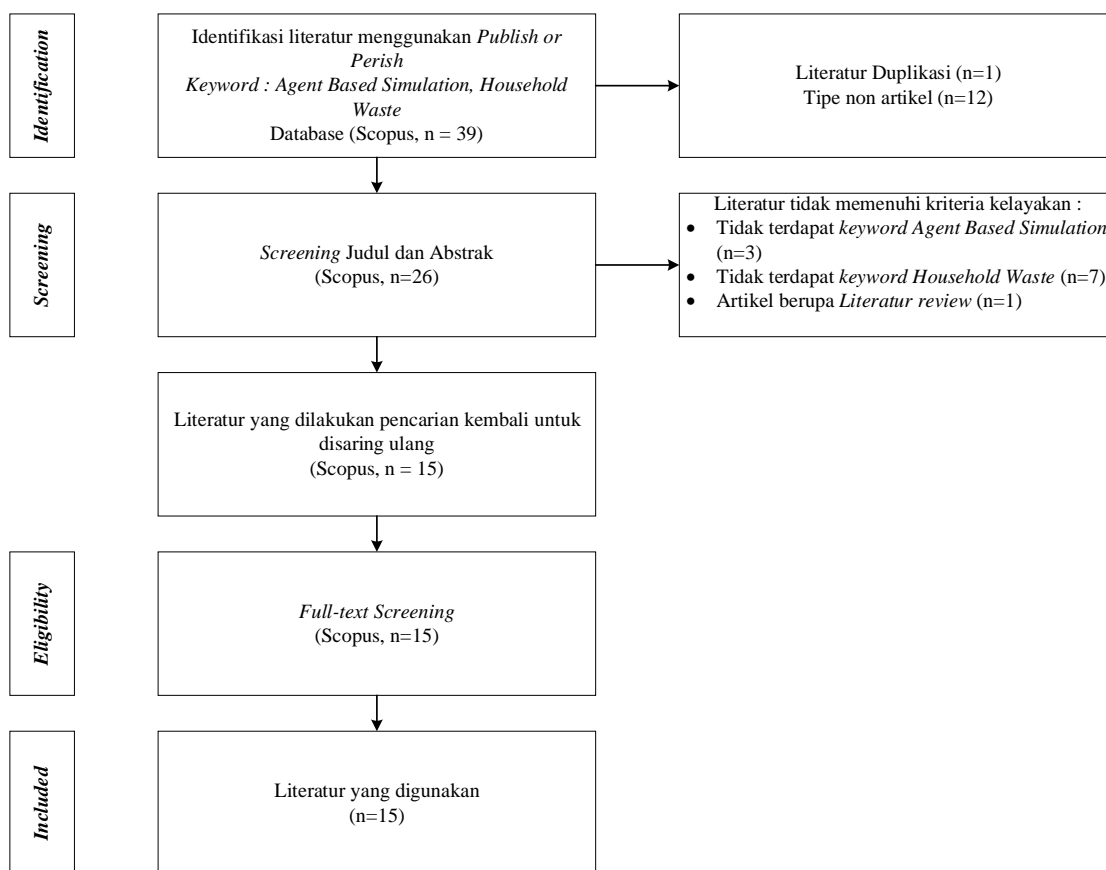 Identification
Identifikasi literatur menggunakan Publish or
Perish
Keyword : Agent Based Simulation, Household
Waste
Database (Scopus, n = 39)
Literatur Duplikasi (n=1)
Tipe non artikel (n=12)
Screening
Screening Judul dan Abstrak
(Scopus, n=26)
Literatur tidak memenuhi kriteria kelayakan :
• Tidak terdapat keyword Agent Based Simulation
(n=3)
• Tidak terdapat keyword Household Waste (n=7)
• Artikel berupa Literatur review (n=1)
Literatur yang dilakukan pencarian kembali untuk
disaring ulang
(Scopus, n = 15)
Eligibility
Full-text Screening
(Scopus, n=15)
Included
Literatur yang digunakan
(n=15)